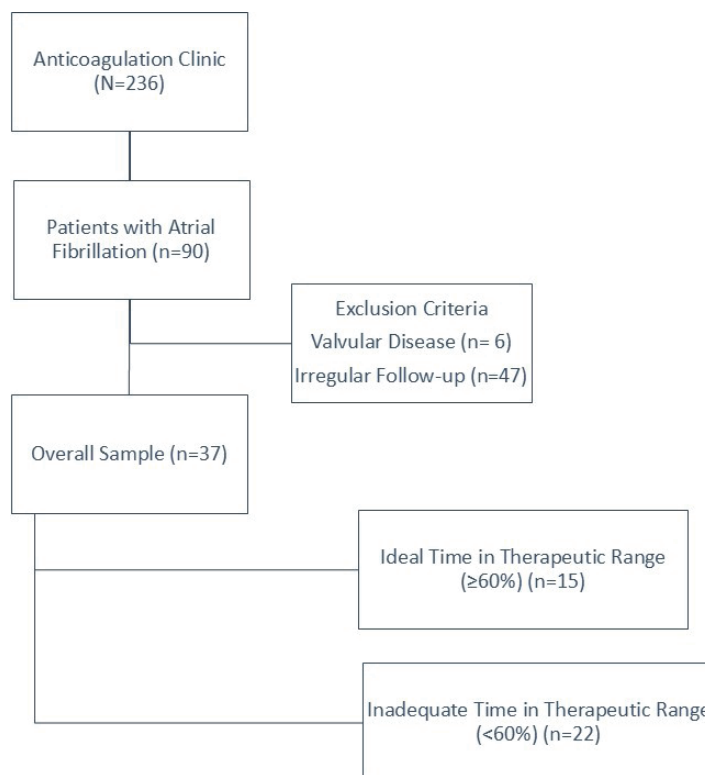 Anticoagulation Clinic
(N=236)
Patients with Atrial
Fibrillation (n=90)
Exclusion Criteria
Valvular Disease (n= 6)
Irregular Follow-up (n=47)
Overall Sample (n=37)
Ideal Time in Therapeutic Range
(≥60%) (n=15)
Inadequate Time in Therapeutic Range
(<60%) (n=22)